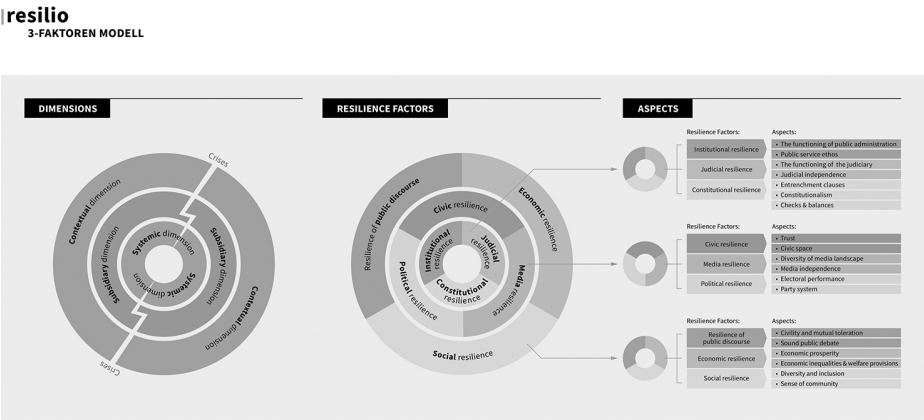 resilio
3-FAKTOREN MODELL
DIMENSIONS
Crises
Contextual dimension
Subsidiary dimension
Systemic dimension
Systemic dimension
Subsidiary dimension
Contextual dimension
Crises
RESILIENCE FACTORS
Resilience of public discourse
Economic resilience
Civic resilience
Institutional resilience
Judicial resilience
Constitutional resilience
Political resilience
Media resilience
Social resilience
ASPECTS
Resilience Factors:
Institutional resilience
Judicial resilience
Constitutional resilience
Aspects:
• The functioning of public administration
• Public service ethos
• The functioning of the judiciary
• Judicial independence
• Entrenchment clauses
• Constitutionalism
• Checks & balances
Resilience Factors:
Civic resilience
Media resilience
Political resilience
Aspects:
• Trust
• Civic space
• Diversity of media landscape
• Media independence
• Electoral performance
• Party system
Resilience Factors:
Resilience of
public discourse
Economic resilience
Social resilience
Aspects:
• Civility and mutual toleration
• Sound public debate
• Economic prosperity
• Economic inequalities & welfare provisions
• Diversity and inclusion
• Sense of community